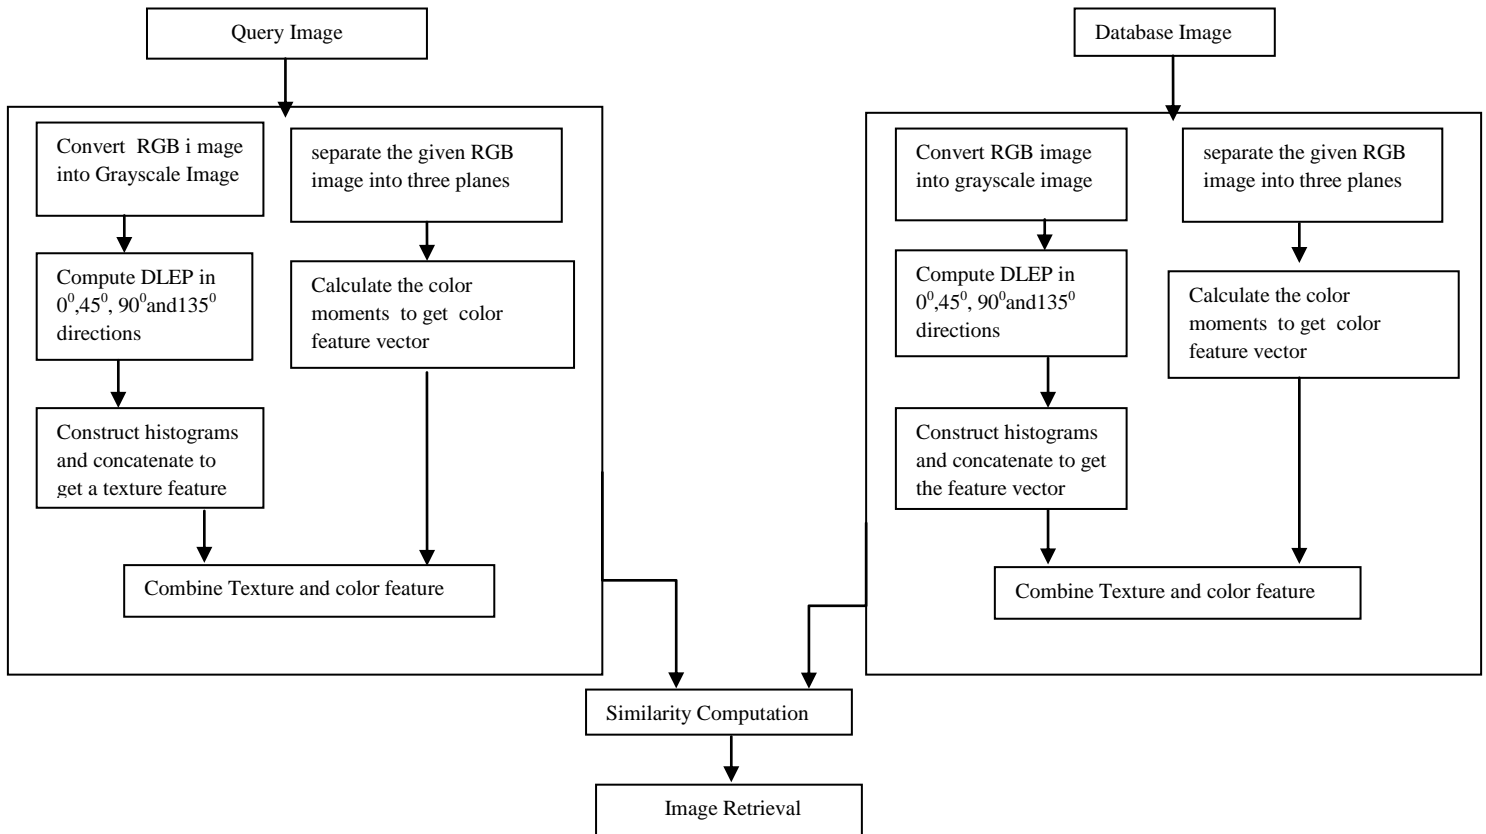 Query Image
Database Image
Convert RGB i mage
into Grayscale Image
separate the given RGB
image into three planes
Compute DLEP in
0⁰,45⁰, 90⁰and135⁰
directions
Calculate the color
moments to get color
feature vector
Construct histograms
and concatenate to
get a texture feature
Combine Texture and color feature
Convert RGB image
into grayscale image
separate the given RGB
image into three planes
Compute DLEP in
0⁰,45⁰, 90⁰and135⁰
directions
Calculate the color
moments to get color
feature vector
Construct histograms
and concatenate to get
the feature vector
Combine Texture and color feature
Similarity Computation
Image Retrieval